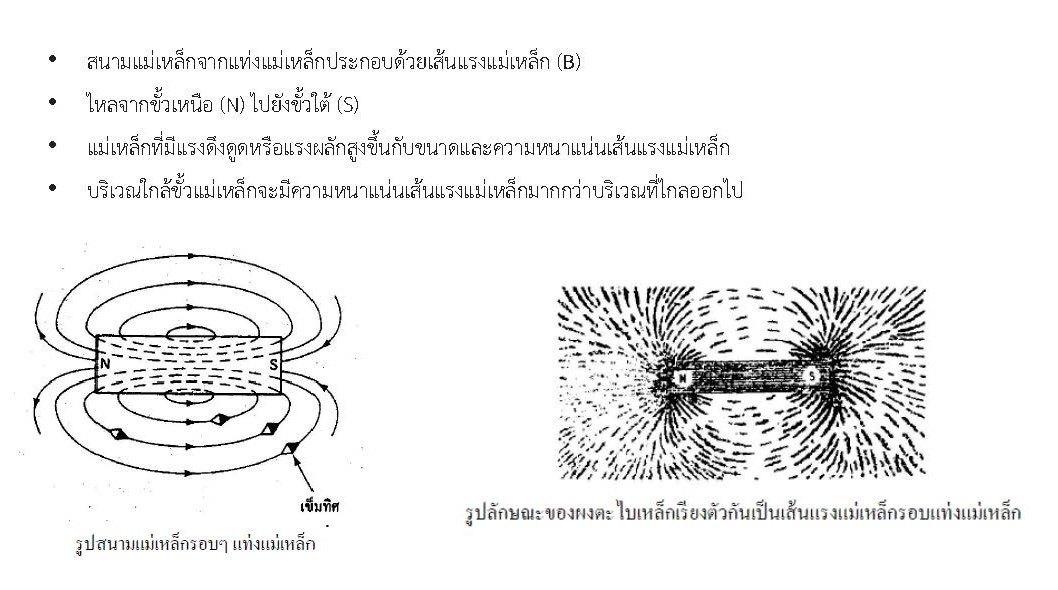 • สนามแม่เหล็กจากแท่งแม่เหล็กประกอบด้วยเส้นแรงแม่เหล็ก (B)
• ไหลจากขั้วเหนือ (N) ไปยังขั้วใต้ (S)
• แม่เหล็กที่มีแรงดึงดูดหรือแรงผลักสูงขึ้นกับขนาดและความหนาแน่นเส้นแรงแม่เหล็ก
• บริเวณใกล้ขั้วแม่เหล็กจะมีความหนาแน่นเส้นแรงแม่เหล็กมากกว่าบริเวณที่ไกลออกไป
N S
N S
เข็มทิศ
รูปลักษณะของผงตะไบเหล็กเรียงตัวกันเป็นเส้นแรงแม่เหล็กรอบแท่งแม่เหล็ก
รูปสนามแม่เหล็กรอบๆ แท่งแม่เหล็ก